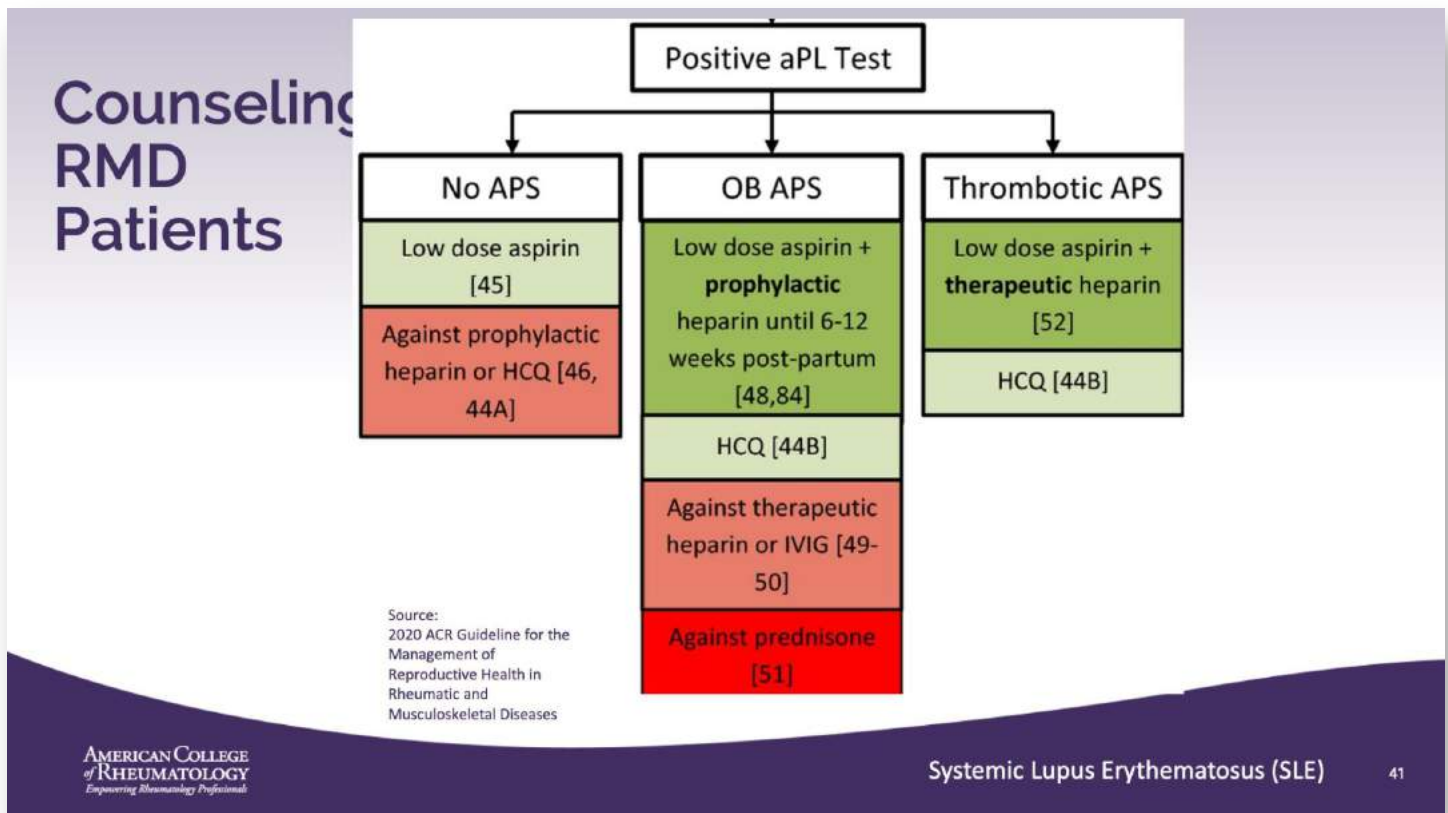 Counseling
RMD
Patients
Positive aPL Test
No APS
Low dose aspirin
[45]
Against prophylactic
heparin or HCQ [46,
44A]
OB APS
Low dose aspirin +
prophylactic
heparin until 6-12
weeks post-partum
[48,84]
HCQ [44B]
Against therapeutic
heparin or IVIG [49-
50]
Against prednisone
[51]
Thrombotic APS
Low dose aspirin +
therapeutic heparin
[52]
HCQ [44B]
Source:
2020 ACR Guideline for the
Management of
Reproductive Health in
Rheumatic and
Musculoskeletal Diseases
AMERICAN COLLEGE
of RHEUMATOLOGY
Empowering Rheumatology Professionals
Systemic Lupus Erythematosus (SLE)
41